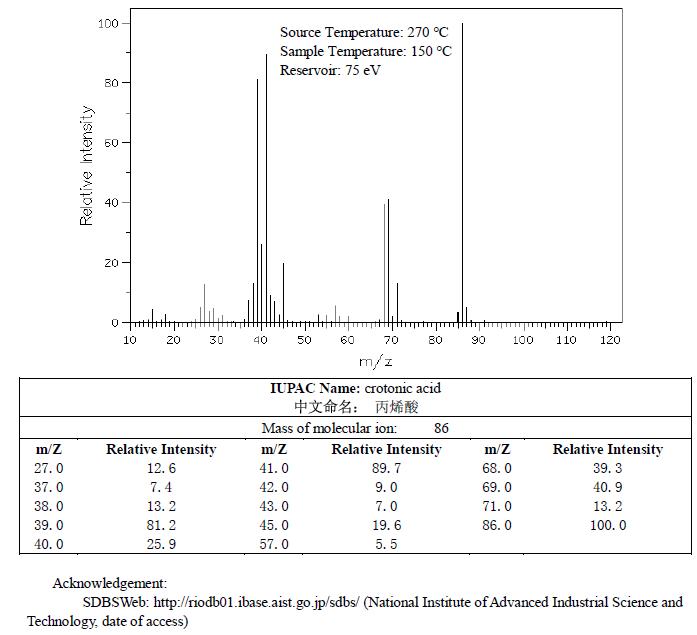 100
80
60
40
20
0
Relative Intensity
Source Temperature: 270 ℃
Sample Temperature: 150 ℃
Reservoir: 75 eV
10 20 30 40 50 60 70 80 90 100 110 120
m/z
IUPAC Name: crotonic acid
中文命名： 丙烯酸
Mass of molecular ion: 86
m/Z Relative Intensity m/Z Relative Intensity m/Z Relative Intensity
27.0 12.6 41.0 89.7 68.0 39.3
37.0 7.4 42.0 9.0 69.0 40.9
38.0 13.2 43.0 7.0 71.0 13.2
39.0 81.2 45.0 19.6 86.0 100.0
40.0 25.9 57.0 5.5
Acknowledgement:
SDBSWeb: http://riodb01.ibase.aist.go.jp/sdbs/ (National Institute of Advanced Industrial Science and
Technology, date of access)